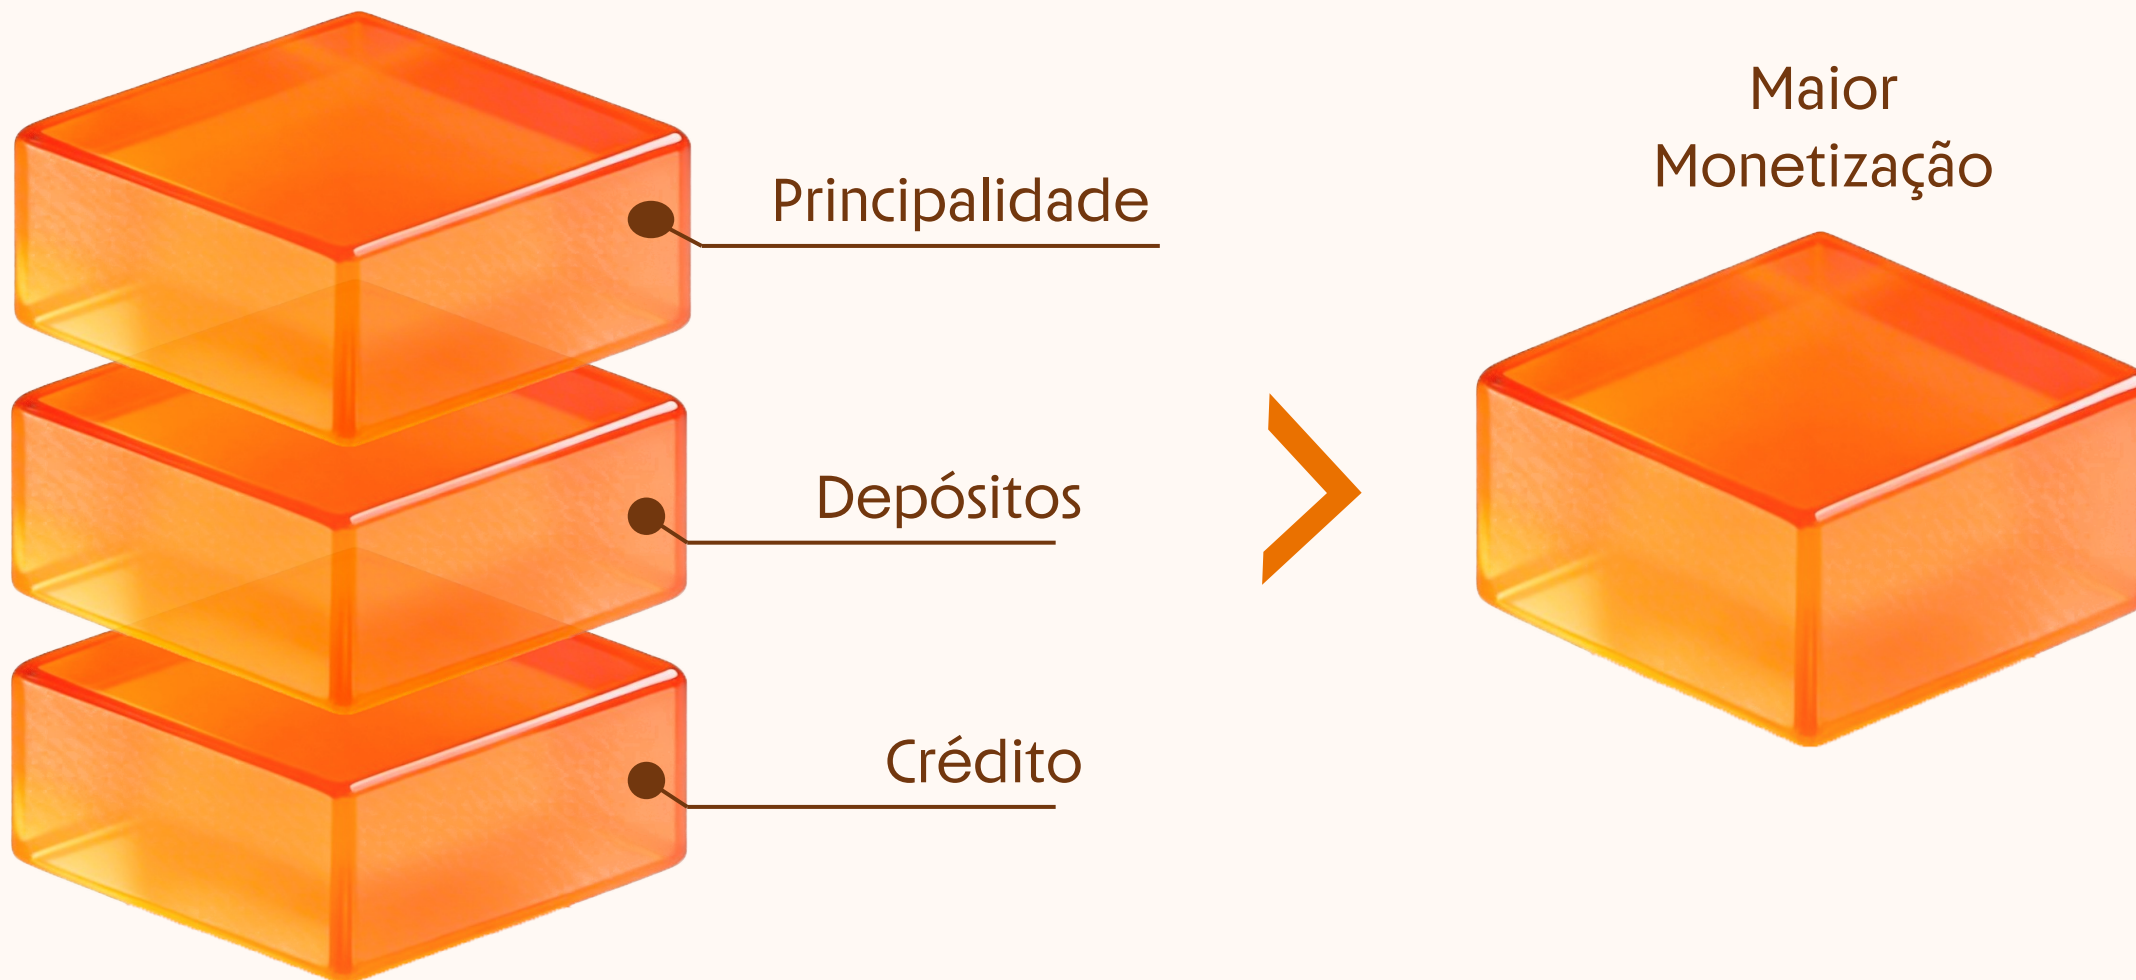 Principalidade
Depósitos
Crédito
Maior
Monetização